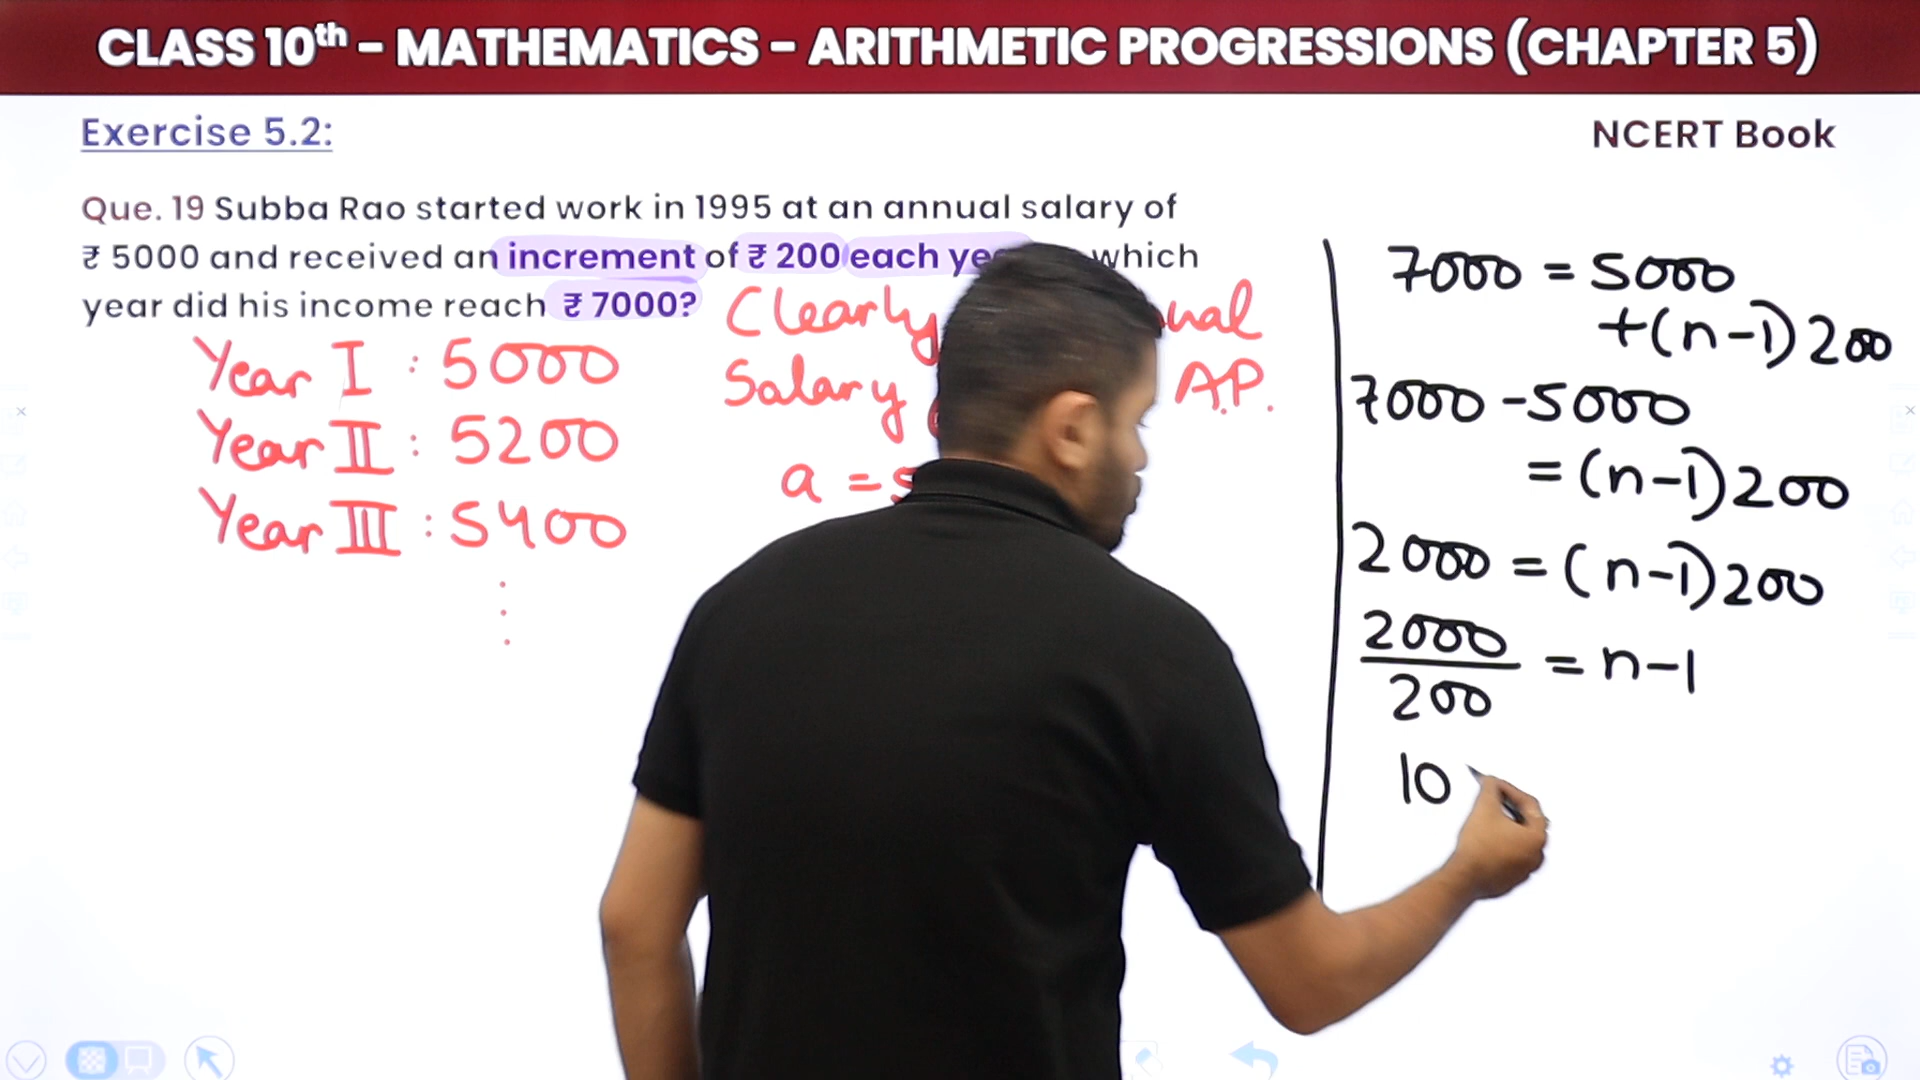 CLASS 10th – MATHEMATICS – ARITHMETIC PROGRESSIONS (CHAPTER 5)
Exercise 5.2:
NCERT Book
Que. 19 Subba Rao started work in 1995 at an annual salary of
₹ 5000 and received an increment of ₹ 200 each which
year did his income reach ₹ 7000?
Clearly
Salary A.P.
Year I : 5000
Year II : 5200
Year III : 5400
a =
7000 = 5000
+(n-1)200
7000 - 5000
= (n-1)200
2000 = (n-1)200
2000
200
= n-1
10